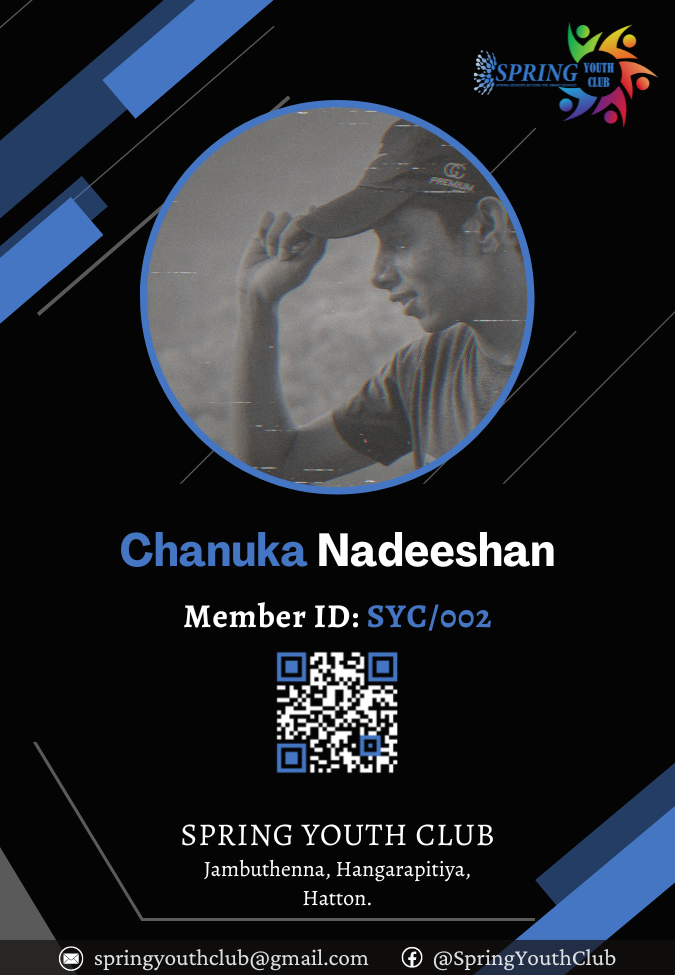 SPRING YOUTH
CLUB
PREMIUM
Chanuka Nadeeshan
Member ID: SYC/002
SPRING YOUTH CLUB
Jambuthenna, Hangarapitiya,
Hatton.
springyouthclub@gmail.com @SpringYouthClub